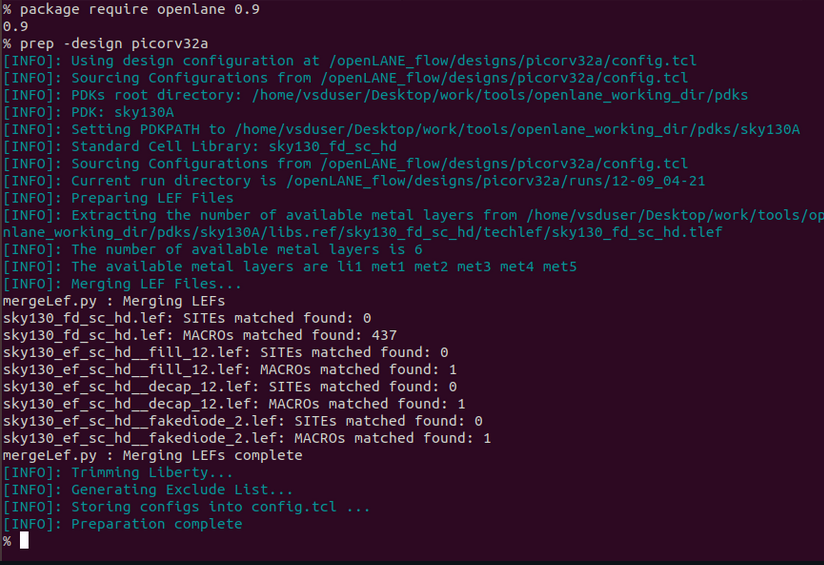 % package require openlane 0.9
0.9
% prep -design picorv32a
[INFO]: Using design configuration at /openLANE_flow/designs/picorv32a/config.tcl
[INFO]: Sourcing Configurations from /openLANE_flow/designs/picorv32a/config.tcl
[INFO]: PDKs root directory: /home/vsduser/Desktop/work/tools/openlane_working_dir/pdks
[INFO]: PDK: sky130A
[INFO]: Setting PDKPATH to /home/vsduser/Desktop/work/tools/openlane_working_dir/pdks/sky130A
[INFO]: Standard Cell Library: sky130_fd_sc_hd
[INFO]: Sourcing Configurations from /openLANE_flow/designs/picorv32a/config.tcl
[INFO]: Current run directory is /openLANE_flow/designs/picorv32a/runs/12-09_04-21
[INFO]: Preparing LEF Files
[INFO]: Extracting the number of available metal layers from /home/vsduser/Desktop/work/tools/op
nlane_working_dir/pdks/sky130A/libs.ref/sky130_fd_sc_hd/techlef/sky130_fd_sc_hd.tlef
[INFO]: The number of available metal layers is 6
[INFO]: The available metal layers are li1 met1 met2 met3 met4 met5
[INFO]: Merging LEF Files...
mergeLef.py : Merging LEFs
sky130_fd_sc_hd.lef: SITEs matched found: 0
sky130_fd_sc_hd.lef: MACROs matched found: 437
sky130_ef_sc_hd__fill_12.lef: SITEs matched found: 0
sky130_ef_sc_hd__fill_12.lef: MACROs matched found: 1
sky130_ef_sc_hd__decap_12.lef: SITEs matched found: 0
sky130_ef_sc_hd__decap_12.lef: MACROs matched found: 1
sky130_ef_sc_hd__fakediode_2.lef: SITEs matched found: 0
sky130_ef_sc_hd__fakediode_2.lef: MACROs matched found: 1
mergeLef.py : Merging LEFs complete
[INFO]: Trimming Liberty...
[INFO]: Generating Exclude List...
[INFO]: Storing configs into config.tcl ...
[INFO]: Preparation complete
%